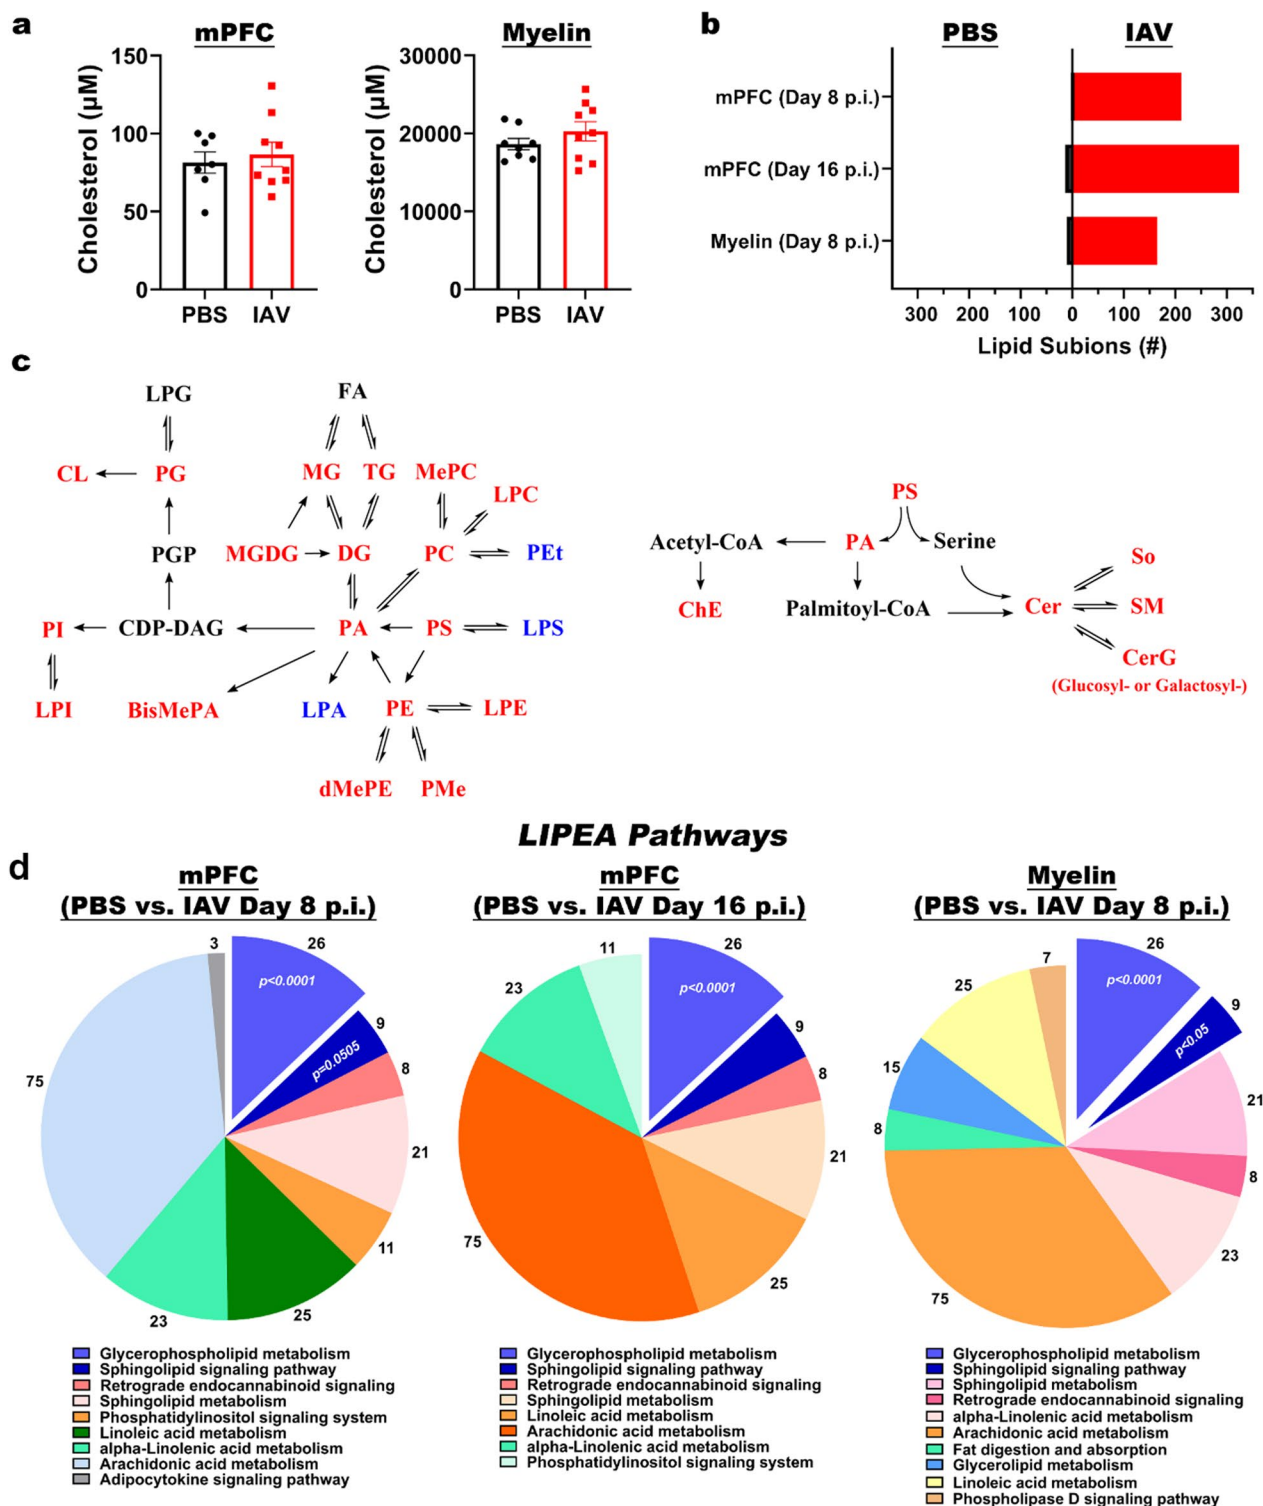 a
mPFC
Myelin
Cholesterol (µM)
150
100
50
0
PBS IAV
Cholesterol (µM)
30000
20000
10000
0
PBS IAV
b
PBS
IAV
mPFC (Day 8 p.i.)
mPFC (Day 16 p.i.)
Myelin (Day 8 p.i.)
300 200 100 0 100 200 300
Lipid Subions (#)
c
LPG
FA
CL
PG
MG
TG
MePC
LPC
PGP
MGDG
DG
PC
PEt
PI
CDP-DAG
PA
PS
LPS
LPI
BisMePA
LPA
PE
LPE
dMePE
PMe
PS
Acetyl-CoA
PA
Serine
So
ChE
Palmitoyl-CoA
Cer
SM
CerG
(Glucosyl- or Galactosyl-)
LIPEA Pathways
d
mPFC
(PBS vs. IAV Day 8 p.i.)
3
26
p<0.0001
9
p=0.0505
8
21
11
25
23
75
Glycerophospholipid metabolism
Sphingolipid signaling pathway
Retrograde endocannabinoid signaling
Sphingolipid metabolism
Phosphatidylinositol signaling system
Linoleic acid metabolism
alpha-Linolenic acid metabolism
Arachidonic acid metabolism
Adipocytokine signaling pathway
mPFC
(PBS vs. IAV Day 16 p.i.)
11
26
p<0.0001
9
8
21
25
75
23
Glycerophospholipid metabolism
Sphingolipid signaling pathway
Retrograde endocannabinoid signaling
Sphingolipid metabolism
Linoleic acid metabolism
Arachidonic acid metabolism
alpha-Linolenic acid metabolism
Phosphatidylinositol signaling system
Myelin
(PBS vs. IAV Day 8 p.i.)
7
26
p<0.0001
9
p<0.05
21
8
23
75
8
15
25
Glycerophospholipid metabolism
Sphingolipid signaling pathway
Sphingolipid metabolism
Retrograde endocannabinoid signaling
alpha-Linolenic acid metabolism
Arachidonic acid metabolism
Fat digestion and absorption
Glycerolipid metabolism
Linoleic acid metabolism
Phospholipase D signaling pathway